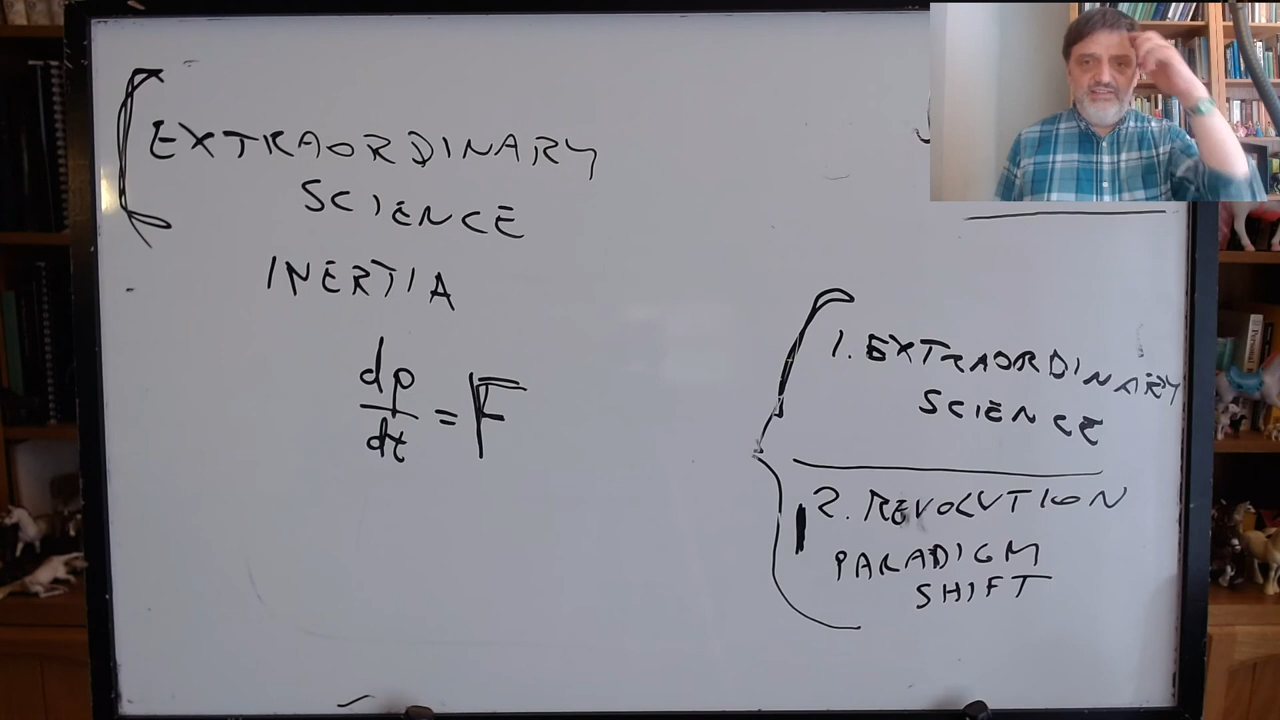 EXTRAORDINARY
SCIENCE
INERTIA
dp
dt
= F
1. EXTRAORDINARY
SCIENCE
2. REVOLUTION
PARADIGM
SHIFT